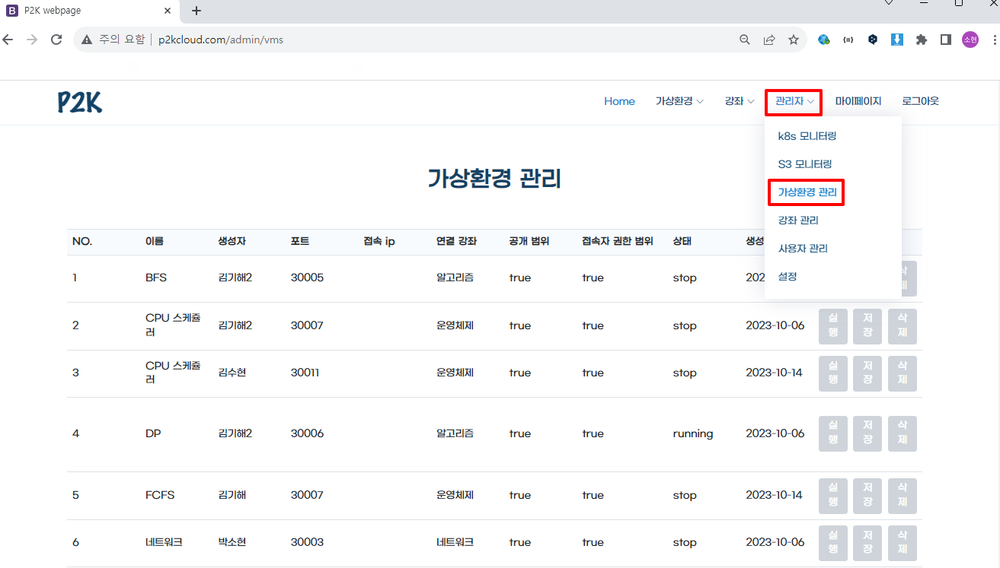 P2K webpage
주의 요함 p2kcloud.com/admin/vms
소현
P2K
Home 가상환경 강좌 관리자 마이페이지 로그아웃
k8s 모니터링
S3 모니터링
가상환경 관리
강좌 관리
사용자 관리
설정
가상환경 관리
NO. 이름 생성자 포트 접속 ip 연결 강좌 공개 범위 접속자 권한 범위 상태 생성
1 BFS 김기해2 30005 알고리즘 true true stop 202
2 CPU 스케쥴러 김기해2 30007 운영체제 true true stop 2023-10-06 실행 저장 삭제
3 CPU 스케쥴러 김수현 30011 운영체제 true true stop 2023-10-14 실행 저장 삭제
4 DP 김기해2 30006 알고리즘 true true running 2023-10-06 실행 저장 삭제
5 FCFS 김기해 30007 운영체제 true true stop 2023-10-14 실행 저장 삭제
6 네트워크 박소현 30003 네트워크 true true stop 2023-10-06 실행 저장 삭제